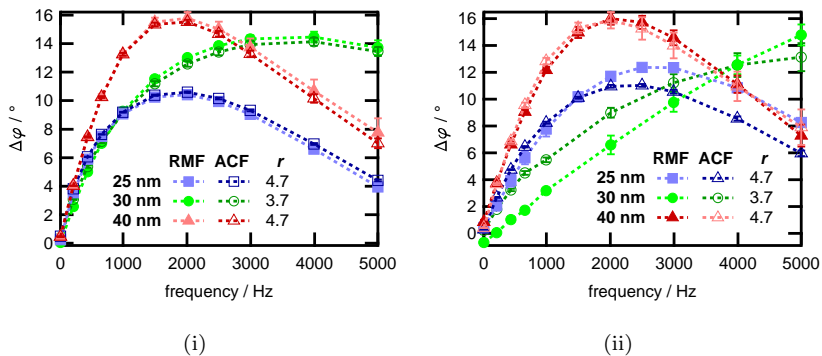 16
14
12
10
8
6
4
2
0
Δφ / °
RMF ACF r
25 nm 4.7
30 nm 3.7
40 nm 4.7
0 1000 2000 3000 4000 5000
frequency / Hz
(i)
16
14
12
10
8
6
4
2
0
Δφ / °
RMF ACF r
25 nm 4.7
30 nm 3.7
40 nm 4.7
0 1000 2000 3000 4000 5000
frequency / Hz
(ii)